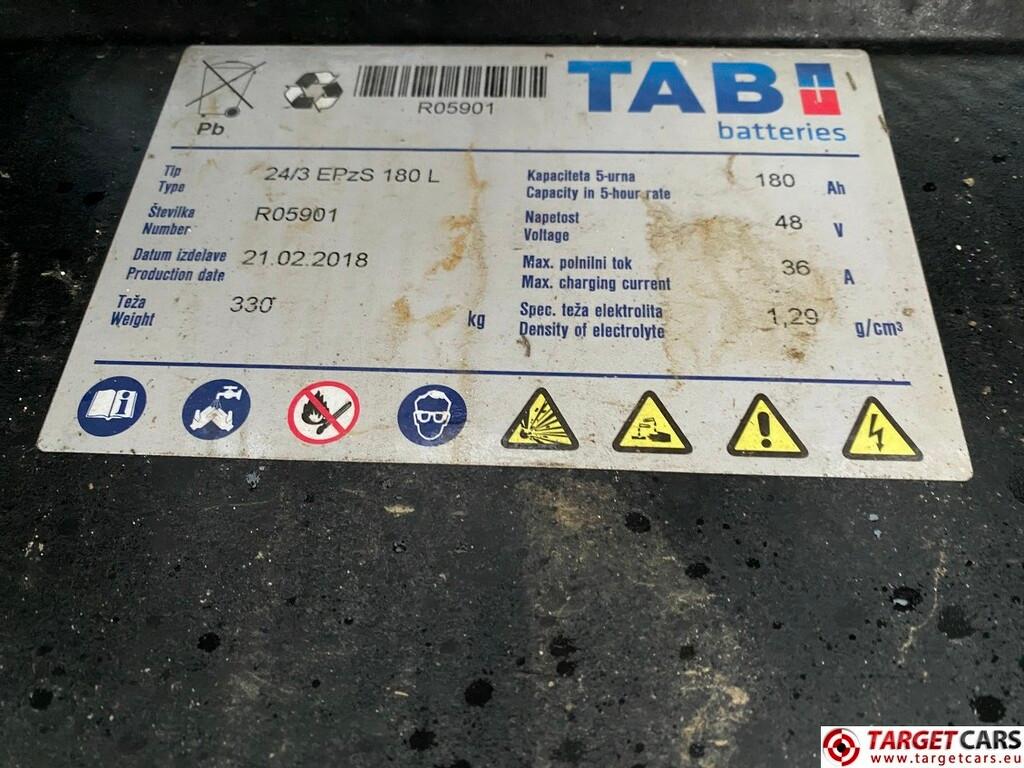 TAB
batteries
R05901
Pb
Tip
Type
24/3 EPzS 180 L
Številka
Number
R05901
Datum izdelave
Production date
21.02.2018
Teža
Weight
330 kg
Kapaciteta 5-urna
Capacity in 5-hour rate
180 Ah
Napetost
Voltage
48 V
Max. polnilni tok
Max. charging current
36 A
Spec. teža elektrolita
Density of electrolyte
1,29 g/cm³
TARGET CARS
www.targetcars.eu